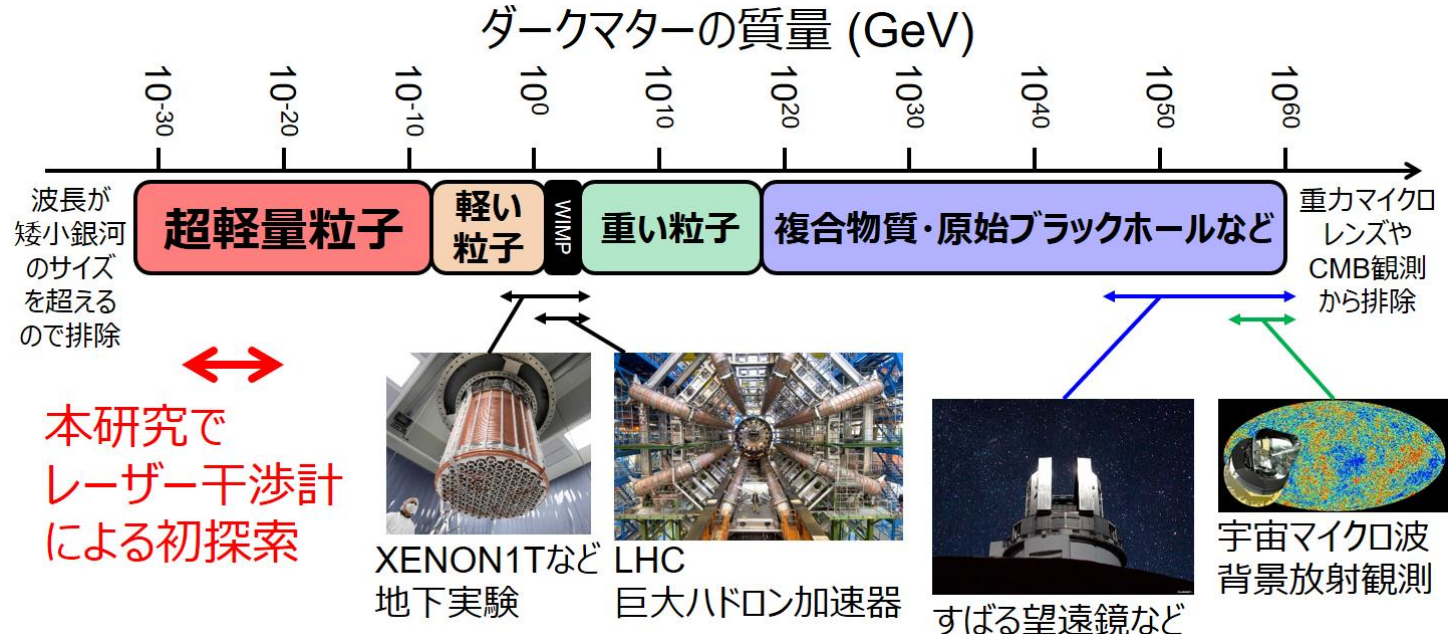 ダークマターの質量 (GeV)
10⁻³⁰
10⁻²⁰
10⁻¹⁰
10⁰
10¹⁰
10²⁰
10³⁰
10⁴⁰
10⁵⁰
10⁶⁰
波長が
矮小銀河
のサイズ
を超える
ので排除
超軽量粒子
軽い
粒子
WIMP
重い粒子
複合物質・原始ブラックホールなど
重力マイクロ
レンズや
CMB観測
から排除
本研究で
レーザー干渉計
による初探索
XENON1Tなど
地下実験
LHC
巨大ハドロン加速器
すばる望遠鏡など
宇宙マイクロ波
背景放射観測